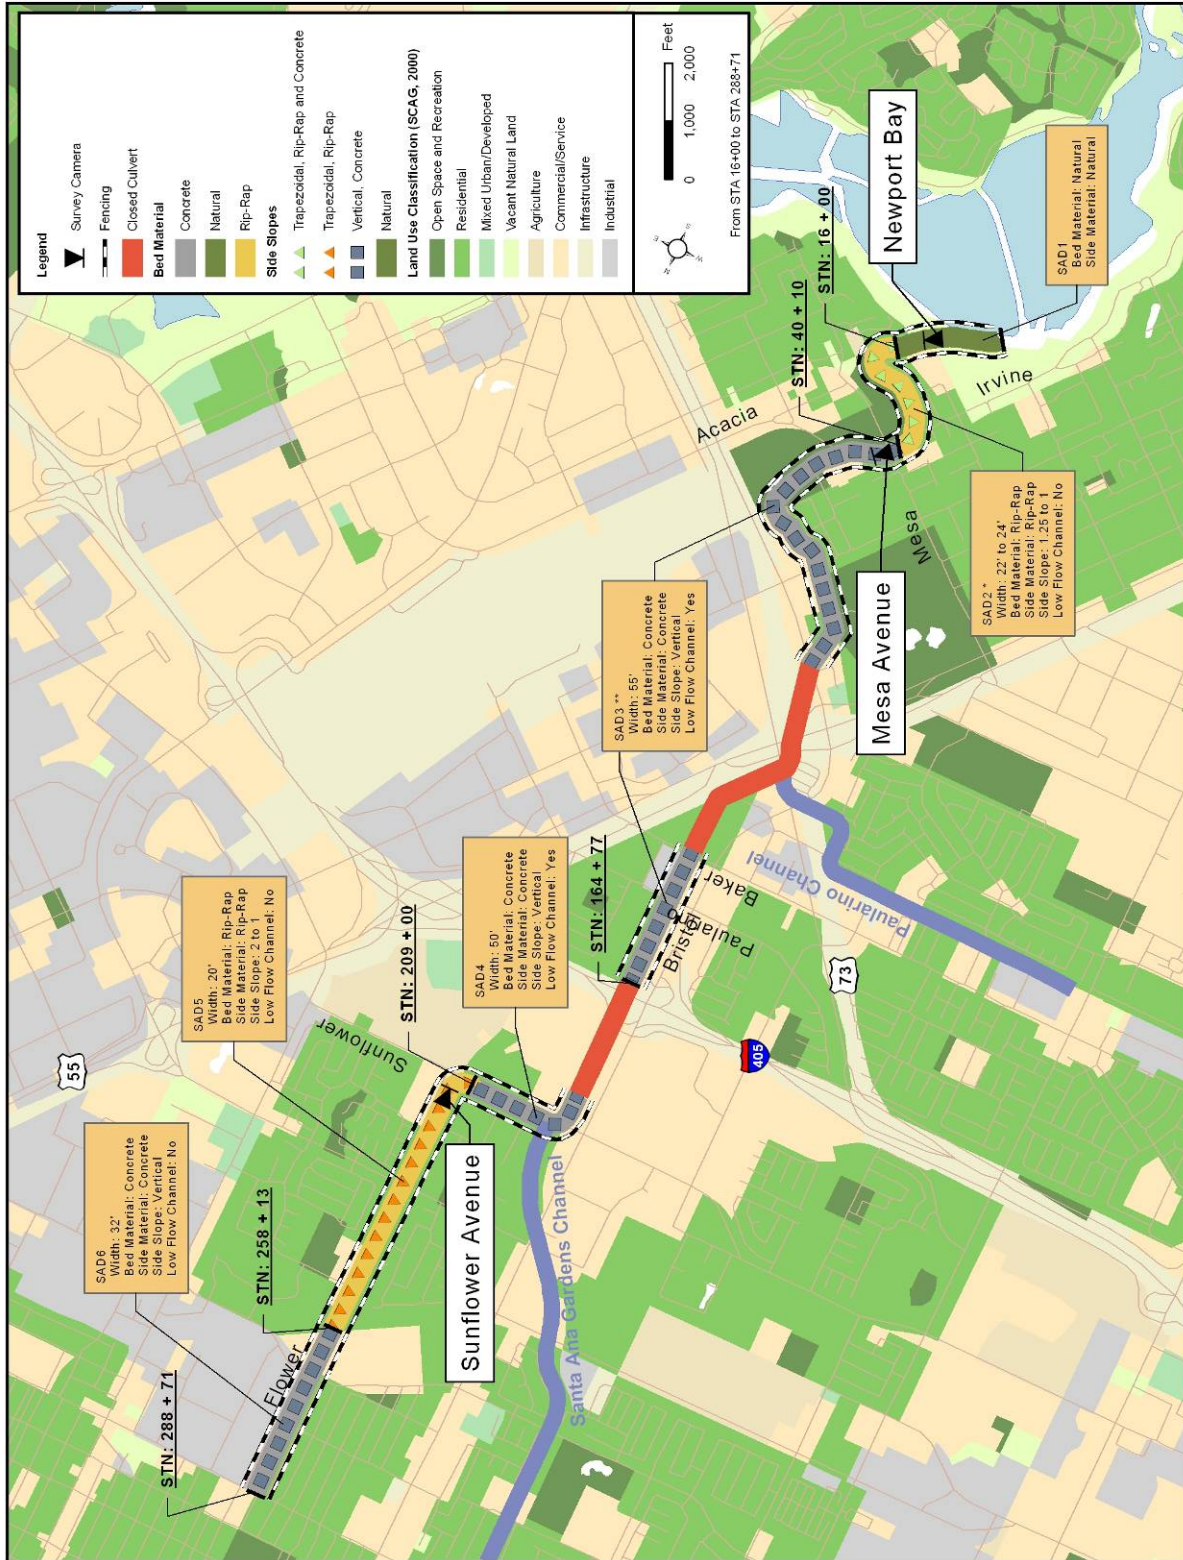 Legend
Survey Camera
Fencing
Closed Culvert
Bed Material
Concrete
Natural
Rip-Rap
Side Slopes
Trapezoidal, Rip-Rap and Concrete
Trapezoidal, Rip-Rap
Vertical, Concrete
Natural
Land Use Classification (SCAG, 2000)
Open Space and Recreation
Residential
Mixed Urban/Developed
Vacant Natural Land
Agriculture
Commercial/Service
Infrastructure
Industrial
0 1,000 2,000
Feet
From STA 16+00 to STA 288+71
55
STN: 288 + 71
SAD6
Width: 32'
Bed Material: Concrete
Side Material: Concrete
Side Slope: Vertical
Low Flow Channel: No
Flower
STN: 258 + 13
SAD5
Width: 20'
Bed Material: Rip-Rap
Side Material: Rip-Rap
Side Slope: 2 to 1
Low Flow Channel: No
Sunflower
Sunflower Avenue
STN: 209 + 00
SAD4
Width: 50'
Bed Material: Concrete
Side Material: Concrete
Side Slope: Vertical
Low Flow Channel: Yes
Santa Ana Gardens Channel
STN: 164 + 77
SAD3 **
Width: 55'
Bed Material: Concrete
Side Material: Concrete
Side Slope: Vertical
Low Flow Channel: Yes
Bristol
Paularino
Baker
405
73
Paularino Channel
Acacia
Mesa
Mesa Avenue
STN: 40 + 10
SAD2 *
Width: 22' to 24'
Bed Material: Rip-Rap
Side Material: Rip-Rap
Side Slope: 1.25 to 1
Low Flow Channel: No
STN: 16 + 00
Irvine
Newport Bay
SAD1
Bed Material: Natural
Side Material: Natural